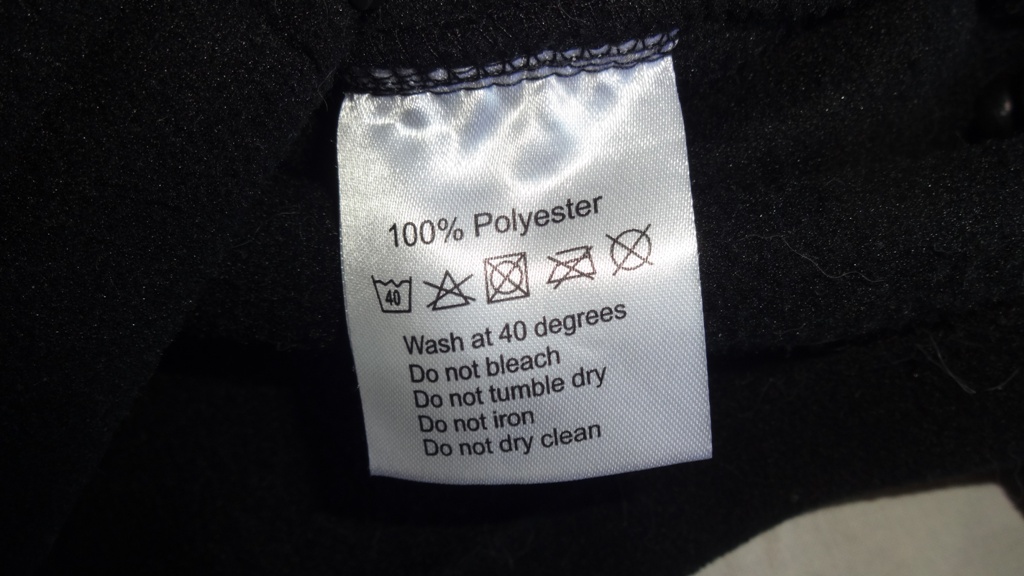 100% Polyester
40
Wash at 40 degrees
Do not bleach
Do not tumble dry
Do not iron
Do not dry clean